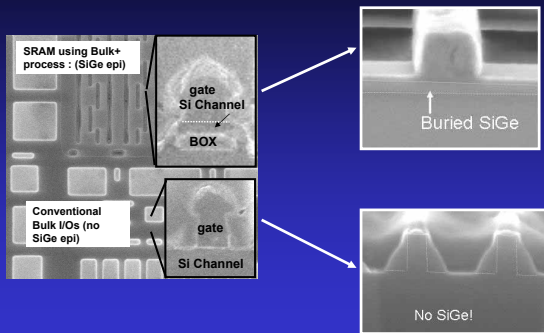 SRAM using Bulk+
process : (SiGe epi)
gate
Si Channel
BOX
Buried SiGe
Conventional
Bulk I/Os (no
SiGe epi)
gate
Si Channel
No SiGe!